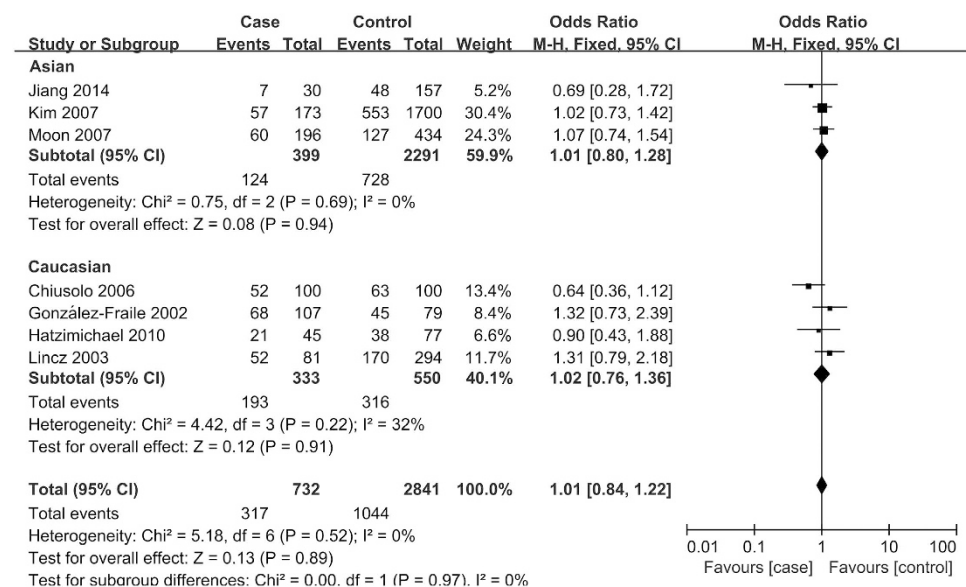 Case Control Odds Ratio Odds Ratio
Study or Subgroup Events Total Events Total Weight M-H, Fixed, 95% CI M-H, Fixed, 95% CI
Asian
Jiang 2014 7 30 48 157 5.2% 0.69 [0.28, 1.72]
Kim 2007 57 173 553 1700 30.4% 1.02 [0.73, 1.42]
Moon 2007 60 196 127 434 24.3% 1.07 [0.74, 1.54]
Subtotal (95% CI) 399 2291 59.9% 1.01 [0.80, 1.28]
Total events 124 728
Heterogeneity: Chi² = 0.75, df = 2 (P = 0.69); I² = 0%
Test for overall effect: Z = 0.08 (P = 0.94)
Caucasian
Chiusolo 2006 52 100 63 100 13.4% 0.64 [0.36, 1.12]
González-Fraile 2002 68 107 45 79 8.4% 1.32 [0.73, 2.39]
Hatzimichael 2010 21 45 38 77 6.6% 0.90 [0.43, 1.88]
Lincz 2003 52 81 170 294 11.7% 1.31 [0.79, 2.18]
Subtotal (95% CI) 333 550 40.1% 1.02 [0.76, 1.36]
Total events 193 316
Heterogeneity: Chi² = 4.42, df = 3 (P = 0.22); I² = 32%
Test for overall effect: Z = 0.12 (P = 0.91)
Total (95% CI) 732 2841 100.0% 1.01 [0.84, 1.22]
Total events 317 1044
Heterogeneity: Chi² = 5.18, df = 6 (P = 0.52); I² = 0%
Test for overall effect: Z = 0.13 (P = 0.89)
Test for subgroup differences: Chi² = 0.00, df = 1 (P = 0.97), I² = 0%
0.01 0.1 1 10 100
Favours [case] Favours [control]